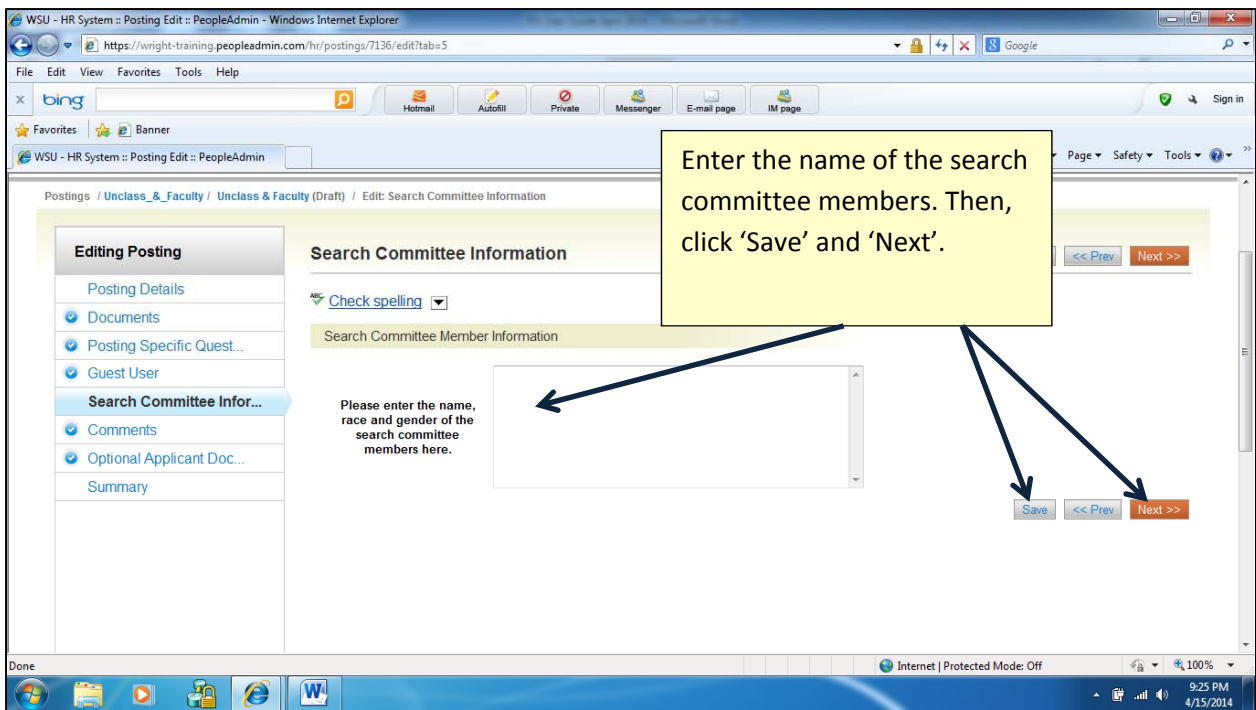 WSU - HR System :: Posting Edit :: PeopleAdmin - Windows Internet Explorer
https://wright-training.peopleadmin.com/hr/postings/7136/edit?tab=5
Google
File Edit View Favorites Tools Help
x bing Hotmail Autofill Private Messenger E-mail page IM page Sign in
Favorites Banner
WSU - HR System :: Posting Edit :: PeopleAdmin
Page Safety Tools
Enter the name of the search
committee members. Then,
click ‘Save’ and ‘Next’.
Postings / Unclass_&_Faculty / Unclass & Faculty (Draft) / Edit: Search Committee Information
Editing Posting
Posting Details
Documents
Posting Specific Quest...
Guest User
Search Committee Infor...
Comments
Optional Applicant Doc...
Summary
Search Committee Information
<< Prev Next >>
ABC Check spelling
Search Committee Member Information
Please enter the name,
race and gender of the
search committee
members here.
Save << Prev Next >>
Done
Internet | Protected Mode: Off
100%
9:25 PM
4/15/2014